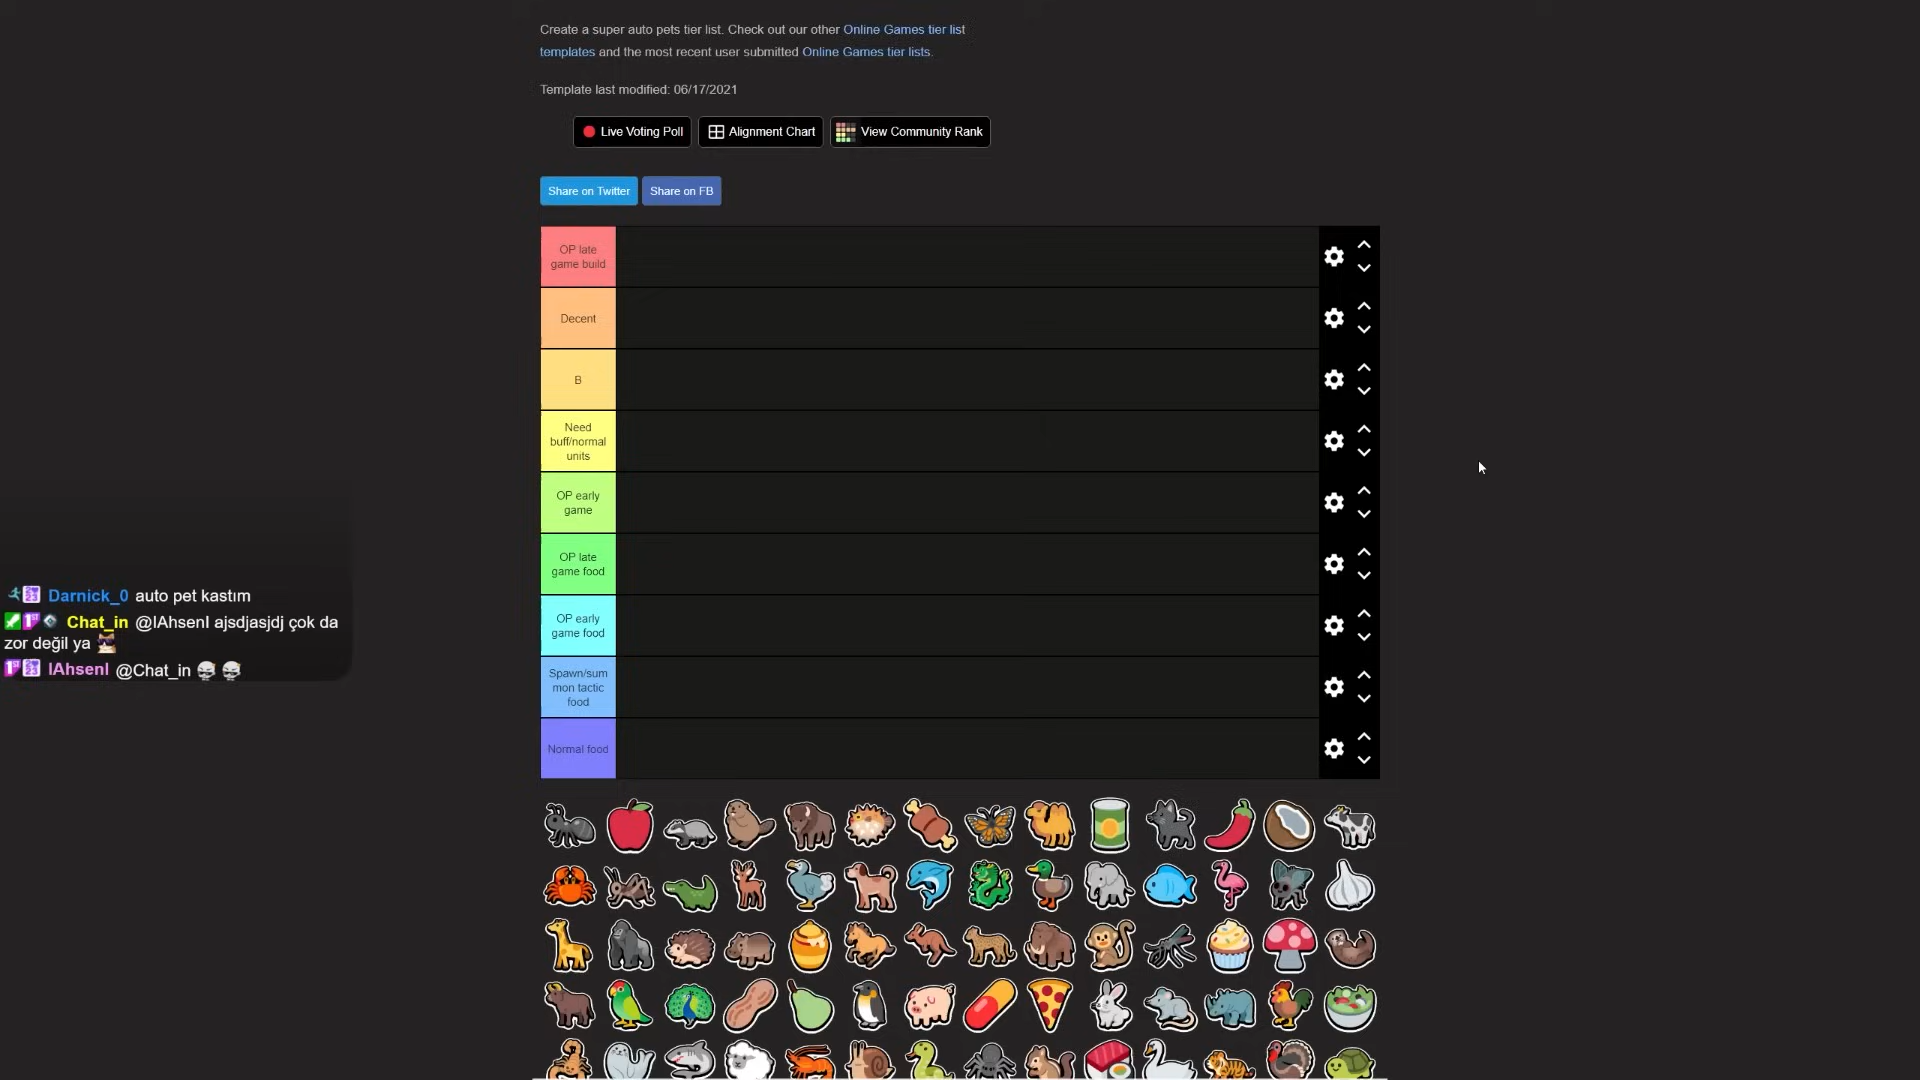 Create a super auto pets tier list. Check out our other Online Games tier list
templates and the most recent user submitted Online Games tier lists.
Template last modified: 06/17/2021
Live Voting Poll
Alignment Chart
View Community Rank
Share on Twitter
Share on FB
OP late
game build
Decent
B
Need
buff/normal
units
OP early
game
OP late
game food
OP early
game food
Spawn/sum
mon tactic
food
Normal food
Darnick_0 auto pet kastım
Chat_in @lAhsenl ajsdjasjdj çok da
zor değil ya
lAhsenl @Chat_in